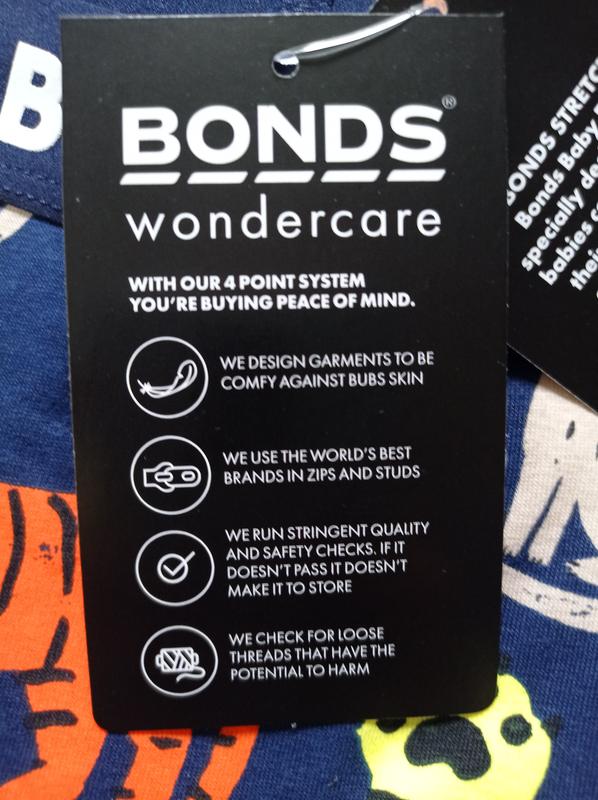 B
BONDS®
wondercare
WITH OUR 4 POINT SYSTEM
YOU'RE BUYING PEACE OF MIND.
WE DESIGN GARMENTS TO BE
COMFY AGAINST BUBS SKIN
WE USE THE WORLD'S BEST
BRANDS IN ZIPS AND STUDS
WE RUN STRINGENT QUALITY
AND SAFETY CHECKS. IF IT
DOESN'T PASS IT DOESN'T
MAKE IT TO STORE
WE CHECK FOR LOOSE
THREADS THAT HAVE THE
POTENTIAL TO HARM
BONDS STRETC
Bonds Baby
specially de
babies c
their